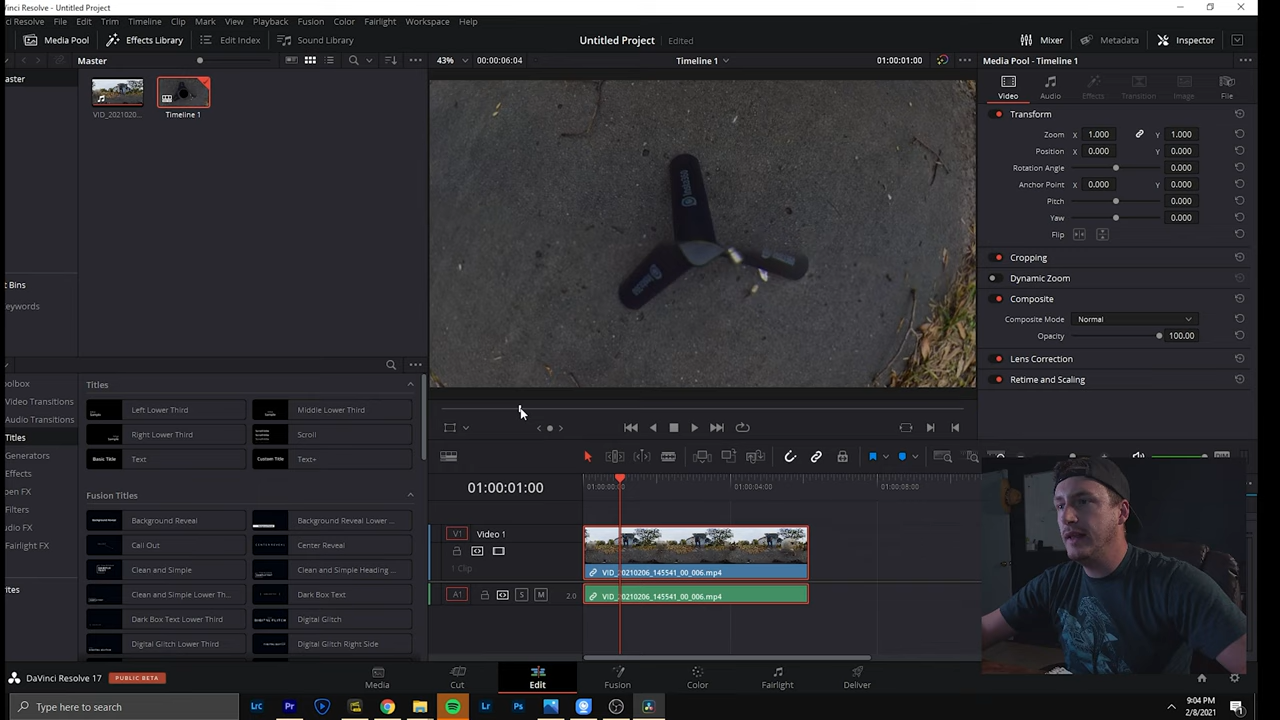 Vinci Resolve - Untitled Project
ci Resolve File Edit Trim Timeline Clip Mark View Playback Fusion Color Fairlight Workspace Help
Media Pool Effects Library Edit Index Sound Library Untitled Project Edited Mixer Metadata Inspector
Master 43% 00:00:06:04 Timeline 1 01:00:01:00 Media Pool - Timeline 1
aster
VID_2021020... Timeline 1
Video Audio Effects Transition Image File
Transform
Zoom X 1.000 Y 1.000
Position X 0.000 Y 0.000
Rotation Angle 0.000
Anchor Point X 0.000 Y 0.000
Pitch 0.000
Yaw 0.000
Flip
Cropping
Dynamic Zoom
Composite
Composite Mode Normal
Opacity 100.00
Lens Correction
Retime and Scaling
t Bins
eywords
oolbox
Video Transitions
Audio Transitions
Titles
Generators
Effects
pen FX
Filters
udio FX
Fairlight FX
rites
Titles
Left Lower Third Middle Lower Third
Right Lower Third Scroll
Basic Title Text Custom Title Text+
Fusion Titles
Background Reveal Background Reveal Lower ...
Call Out Center Reveal
Clean and Simple Clean and Simple Heading ...
Clean and Simple Lower Th... Dark Box Text
Dark Box Text Lower Third Digital Glitch
Digital Glitch Lower Third Digital Glitch Right Side
01:00:01:00 01:00:00:00 01:00:04:00 01:00:08:00
V1 Video 1
1 Clip
VID_20210206_145541_00_006.mp4
A1 S M 2.0 VID_20210206_145541_00_006.mp4
DIM
DaVinci Resolve 17 PUBLIC BETA Media Cut Edit Fusion Color Fairlight Deliver
Type here to search Lrc Pr Lr Ps
9:04 PM
2/8/2021